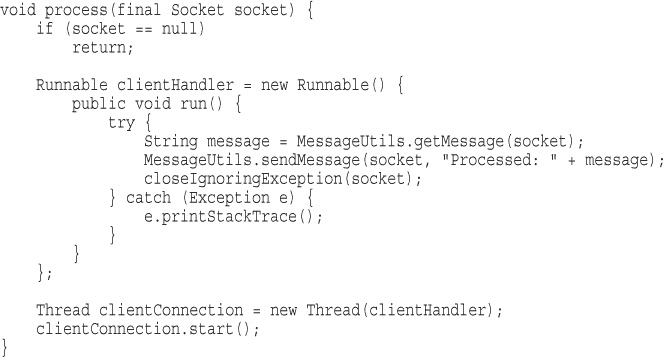 void process(final Socket socket) {
    if (socket == null)
        return;

    Runnable clientHandler = new Runnable() {
        public void run() {
            try {
                String message = MessageUtils.getMessage(socket);
                MessageUtils.sendMessage(socket, "Processed: " + message);
                closeIgnoringException(socket);
            } catch (Exception e) {
                e.printStackTrace();
            }
        }
    };

    Thread clientConnection = new Thread(clientHandler);
    clientConnection.start();
}